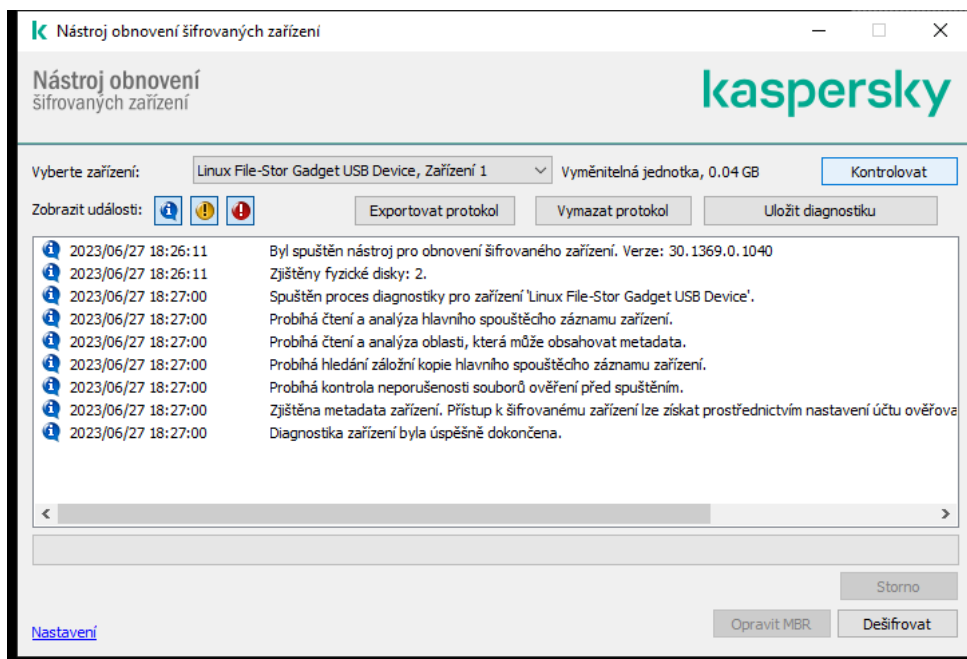 Nástroj obnovení šifrovaných zařízení
Nástroj obnovení
šifrovaných zařízení
kaspersky
Vyberte zařízení: Linux File-Stor Gadget USB Device, Zařízení 1 Vyměnitelná jednotka, 0.04 GB Kontrolovat
Zobrazit události: Exportovat protokol Vymazat protokol Uložit diagnostiku
2023/06/27 18:26:11 Byl spuštěn nástroj pro obnovení šifrovaného zařízení. Verze: 30.1369.0.1040
2023/06/27 18:26:11 Zjištěny fyzické disky: 2.
2023/06/27 18:27:00 Spuštěn proces diagnostiky pro zařízení 'Linux File-Stor Gadget USB Device'.
2023/06/27 18:27:00 Probíhá čtení a analýza hlavního spouštěcího záznamu zařízení.
2023/06/27 18:27:00 Probíhá čtení a analýza oblasti, která může obsahovat metadata.
2023/06/27 18:27:00 Probíhá hledání záložní kopie hlavního spouštěcího záznamu zařízení.
2023/06/27 18:27:00 Probíhá kontrola neporušenosti souborů ověření před spuštěním.
2023/06/27 18:27:00 Zjištěna metadata zařízení. Přístup k šifrovanému zařízení lze získat prostřednictvím nastavení účtu ověřova
2023/06/27 18:27:00 Diagnostika zařízení byla úspěšně dokončena.
Storno
Nastavení Opravit MBR Dešifrovat